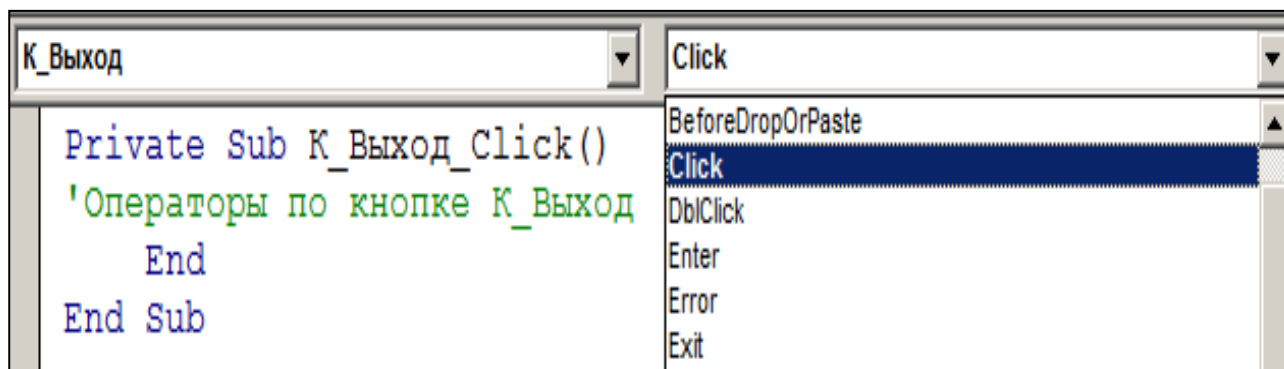 К_Выход
Click
Private Sub К_Выход_Click()
'Операторы по кнопке К_Выход
End
End Sub
BeforeDropOrPaste
Click
DblClick
Enter
Error
Exit